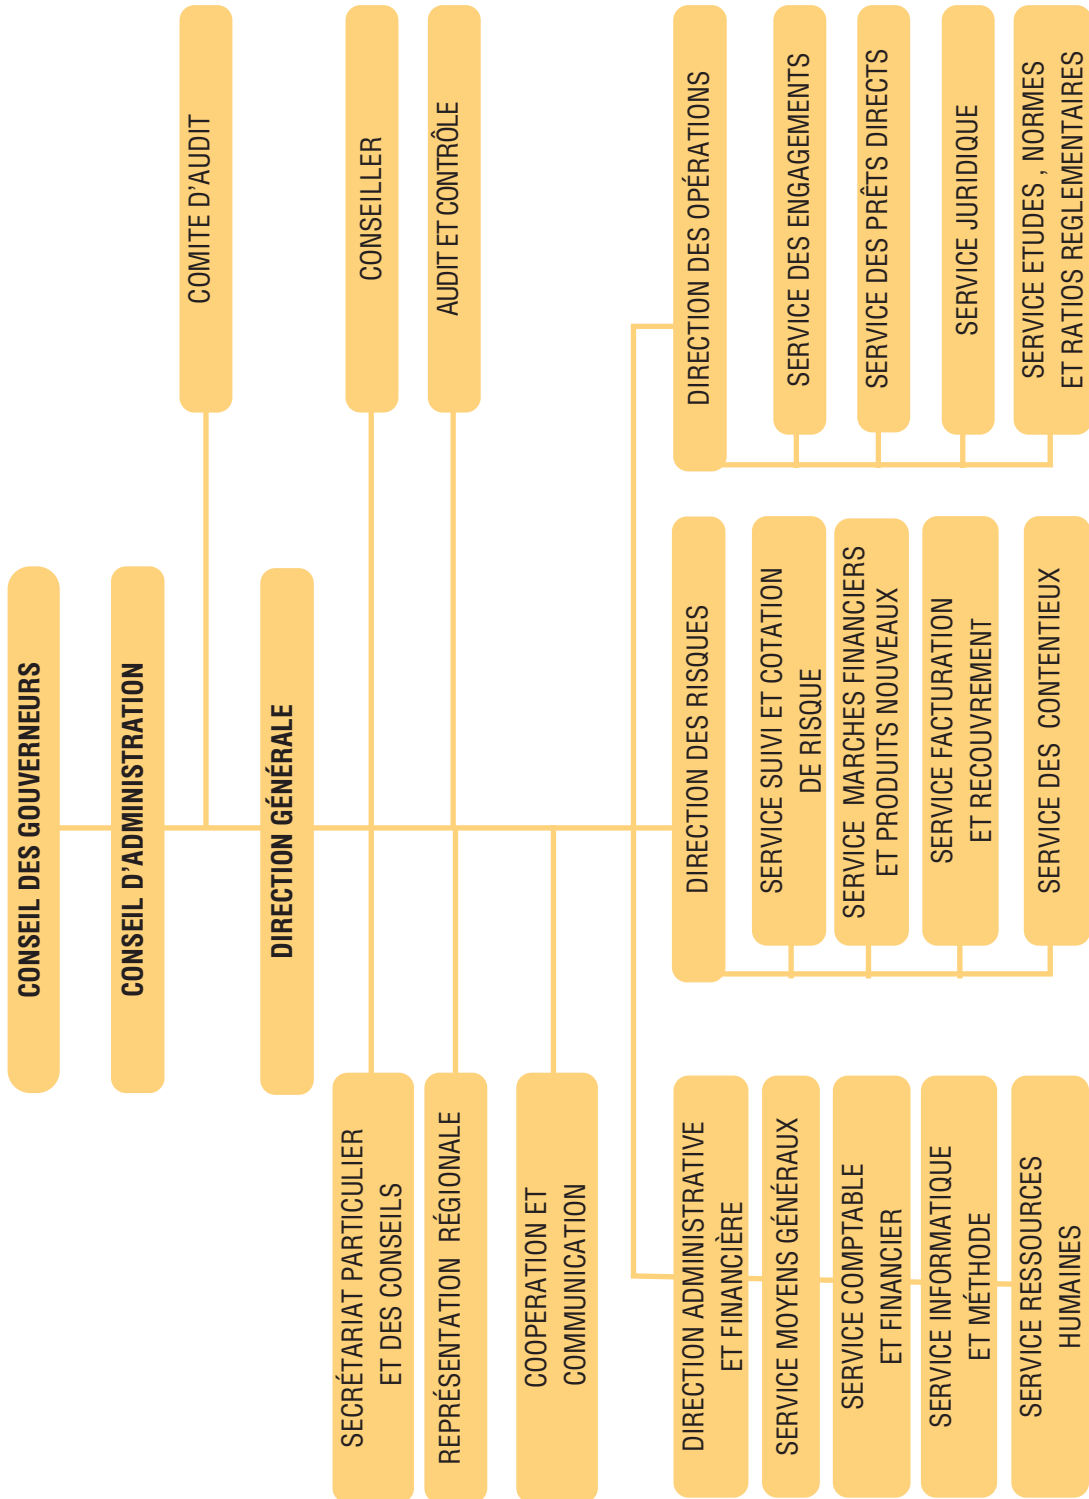 CONSEIL DES GOUVERNEURS
CONSEIL D'ADMINISTRATION
COMITE D'AUDIT
DIRECTION GÉNÉRALE
SECRÉTARIAT PARTICULIER
ET DES CONSEILS
CONSEILLER
REPRÉSENTATION RÉGIONALE
AUDIT ET CONTRÔLE
COOPERATION ET
COMMUNICATION
DIRECTION ADMINISTRATIVE
ET FINANCIÈRE
SERVICE MOYENS GÉNÉRAUX
SERVICE COMPTABLE
ET FINANCIER
SERVICE INFORMATIQUE
ET MÉTHODE
SERVICE RESSOURCES
HUMAINES
DIRECTION DES RISQUES
SERVICE SUIVI ET COTATION
DE RISQUE
SERVICE MARCHES FINANCIERS
ET PRODUITS NOUVEAUX
SERVICE FACTURATION
ET RECOUVREMENT
SERVICE DES CONTENTIEUX
DIRECTION DES OPÉRATIONS
SERVICE DES ENGAGEMENTS
SERVICE DES PRÊTS DIRECTS
SERVICE JURIDIQUE
SERVICE ETUDES , NORMES
ET RATIOS REGLEMENTAIRES